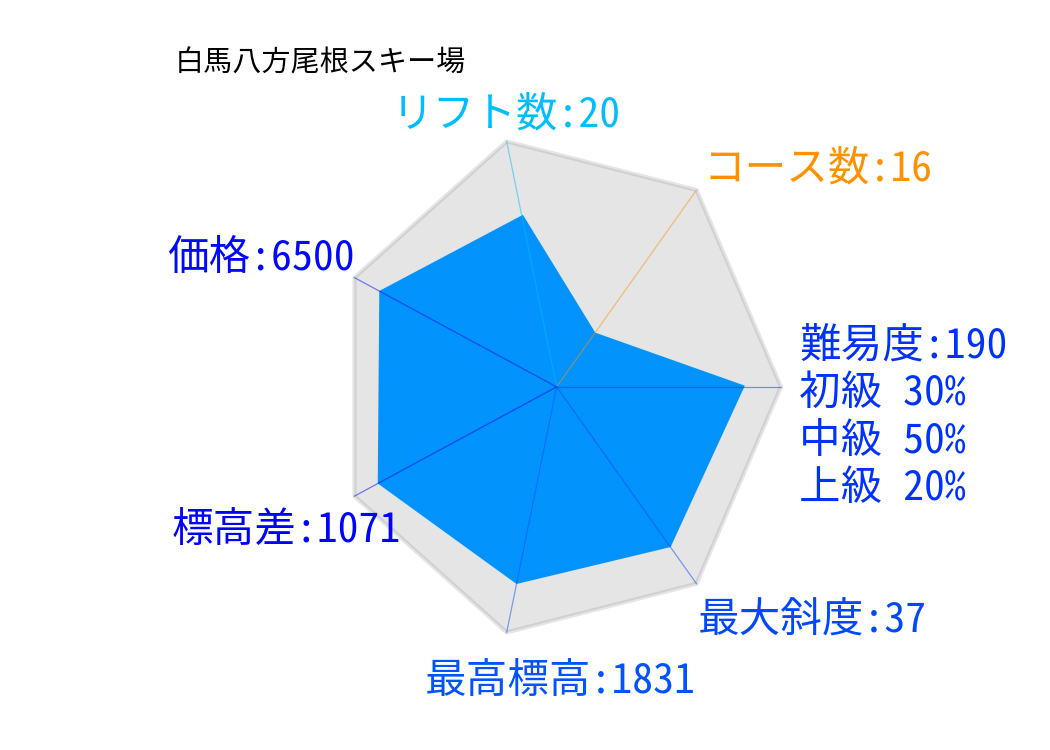 白馬八方尾根スキー場
リフト数:20
コース数:16
価格:6500
難易度:190
初級 30%
中級 50%
上級 20%
標高差:1071
最大斜度:37
最高標高:1831